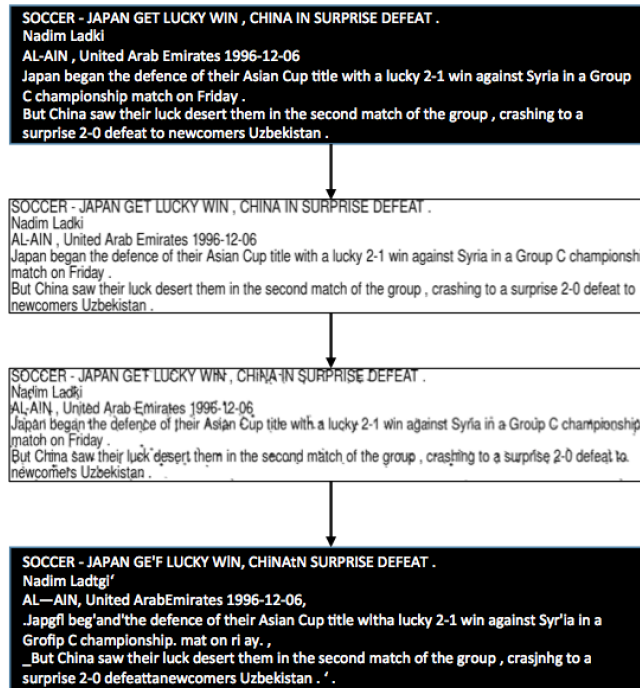 SOCCER - JAPAN GET LUCKY WIN , CHINA IN SURPRISE DEFEAT .
Nadim Ladki
AL-AIN , United Arab Emirates 1996-12-06
Japan began the defence of their Asian Cup title with a lucky 2-1 win against Syria in a Group
C championship match on Friday .
But China saw their luck desert them in the second match of the group , crashing to a
surprise 2-0 defeat to newcomers Uzbekistan .
SOCCER - JAPAN GET LUCKY WIN , CHINA IN SURPRISE DEFEAT .
Nadim Ladki
AL-AIN , United Arab Emirates 1996-12-06
Japan began the defence of their Asian Cup title with a lucky 2-1 win against Syria in a Group C championshi
match on Friday .
But China saw their luck desert them in the second match of the group , crashing to a surprise 2-0 defeat to
newcomers Uzbekistan .
SOCCER - JAPAN GET LUCKY WIN , CHINA IN SURPRISE DEFEAT .
Nadim Ladki
AL-AIN , United Arab Emirates 1996-12-06
Japan began the defence of their Asian Cup title with a lucky 2-1 win against Syria in a Group C championship
match on Friday .
But China saw their luck desert them in the second match of the group , crashing to a surprise 2-0 defeat to
newcomers Uzbekistan .
SOCCER - JAPAN GE'F LUCKY WlN, CHiNAtN SURPRISE DEFEAT .
Nadim Ladtgi‘
AL—AIN, United ArabEmirates 1996-12-06,
.Japgfl beg'and'the defence of their Asian Cup title wltha lucky 2-1 win against Syr'la in a
Grofip C championship. mat on ri ay. ,
_But China saw their luck desert them in the second match of the group , crasjnhg to a
surprise 2-0 defeattanewcomers Uzbekistan . ‘ .